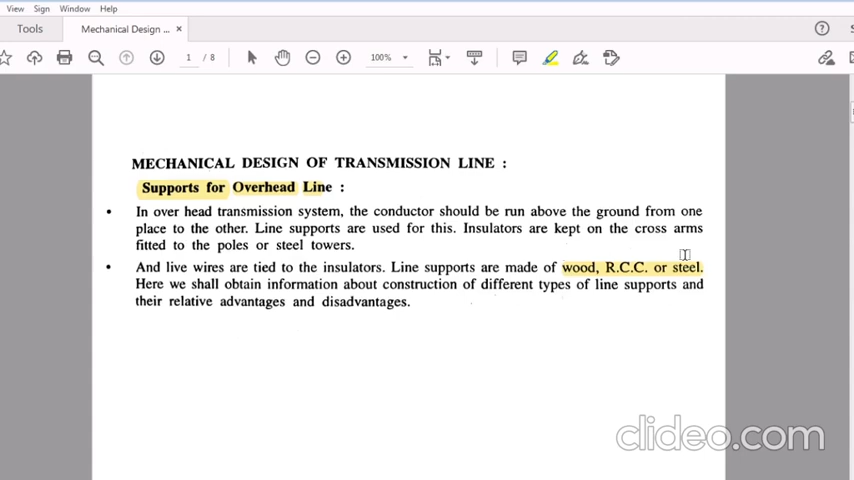 View Sign Window Help
Tools Mechanical Design ... ×
1 / 8 100%
MECHANICAL DESIGN OF TRANSMISSION LINE :
Supports for Overhead Line :
• In over head transmission system, the conductor should be run above the ground from one
place to the other. Line supports are used for this. Insulators are kept on the cross arms
fitted to the poles or steel towers.
• And live wires are tied to the insulators. Line supports are made of wood, R.C.C. or steel.
Here we shall obtain information about construction of different types of line supports and
their relative advantages and disadvantages.
clideo.com